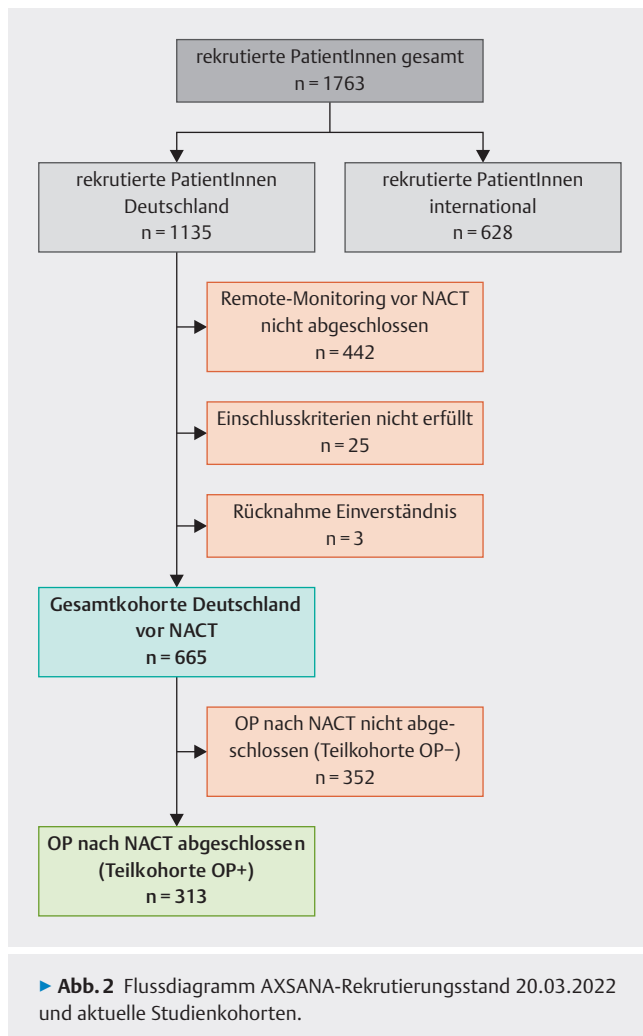 rekrutierte PatientInnen gesamt
n = 1763
rekrutierte PatientInnen
Deutschland
n = 1135
rekrutierte PatientInnen
international
n = 628
Remote-Monitoring vor NACT
nicht abgeschlossen
n = 442
Einschlusskriterien nicht erfüllt
n = 25
Rücknahme Einverständnis
n = 3
Gesamtkohorte Deutschland
vor NACT
n = 665
OP nach NACT nicht abge-
schlossen (Teilkohorte OP−)
n = 352
OP nach NACT abgeschlossen
(Teilkohorte OP+)
n = 313
► Abb. 2 Flussdiagramm AXSANA-Rekrutierungsstand 20.03.2022
und aktuelle Studienkohorten.